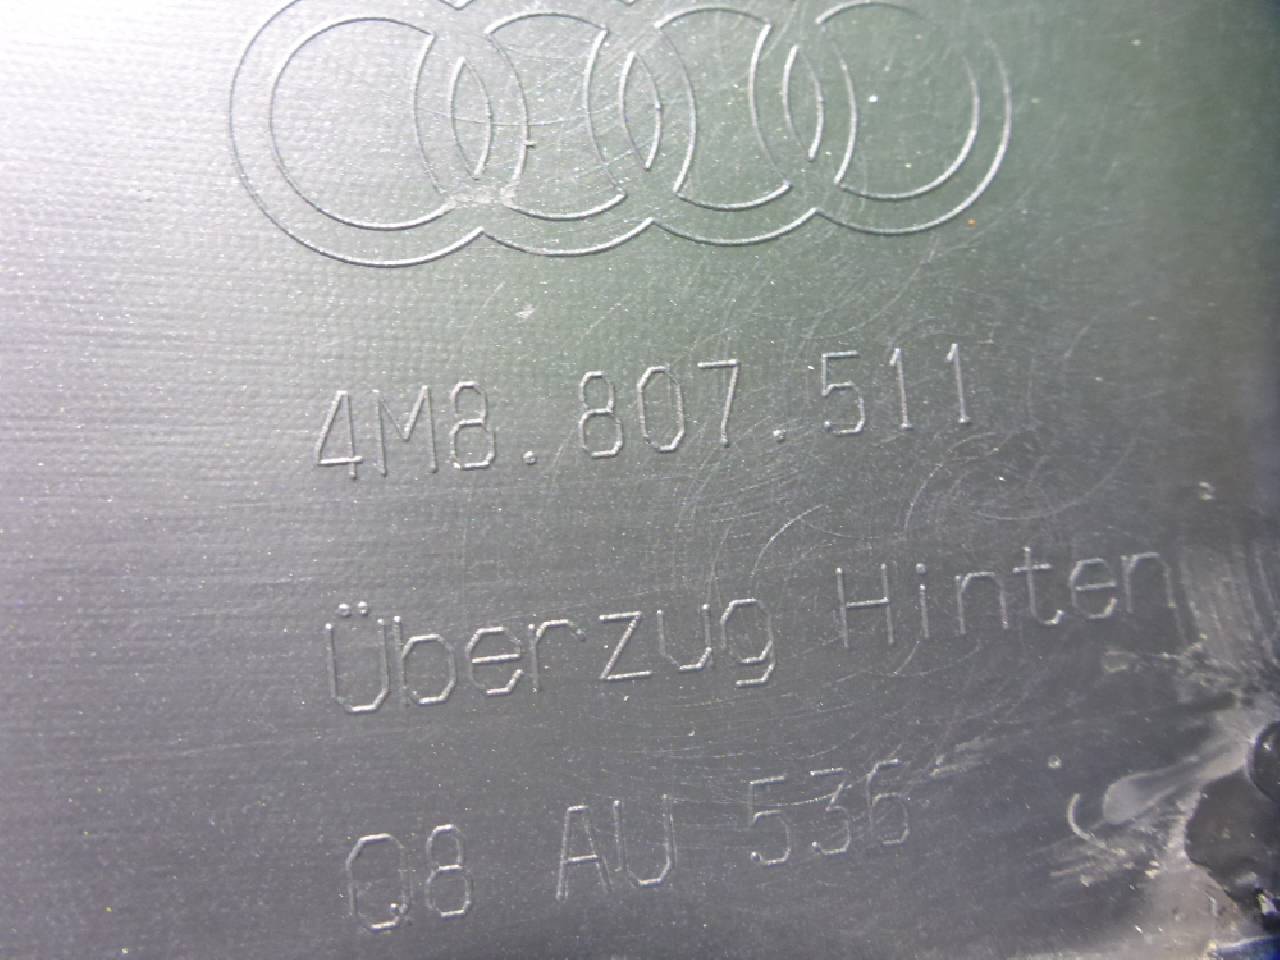 4M8.807.511
Überzug Hinten
Q8 AU 536